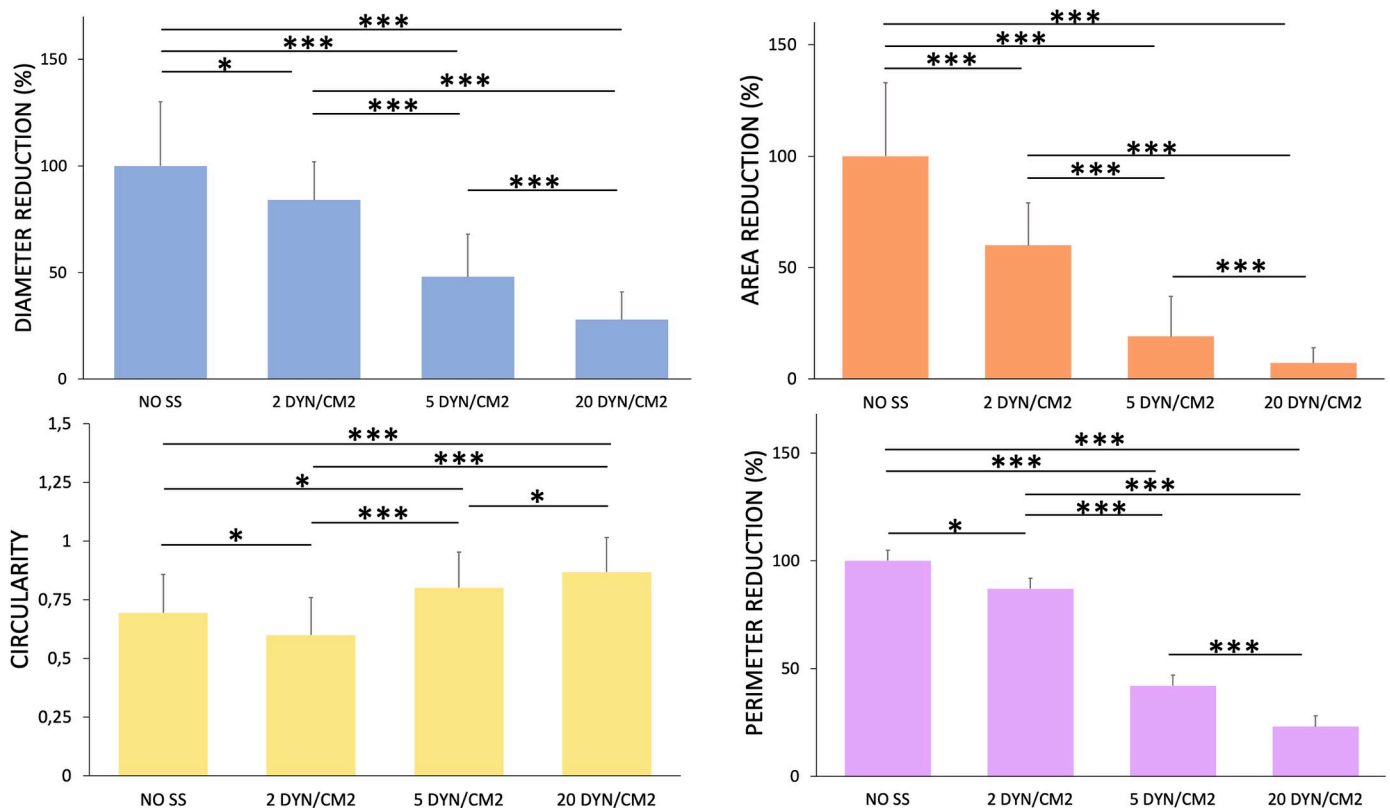 DIAMETER REDUCTION (%)
150
100
50
0
***
***
*
***
***
***
NO SS
2 DYN/CM2
5 DYN/CM2
20 DYN/CM2
AREA REDUCTION (%)
150
100
50
0
***
***
***
***
***
***
NO SS
2 DYN/CM2
5 DYN/CM2
20 DYN/CM2
CIRCULARITY
1,5
1,25
1
0,75
0,5
0,25
0
***
***
*
*
***
*
NO SS
2 DYN/CM2
5 DYN/CM2
20 DYN/CM2
PERIMETER REDUCTION (%)
150
100
50
0
***
***
***
***
*
***
NO SS
2 DYN/CM2
5 DYN/CM2
20 DYN/CM2